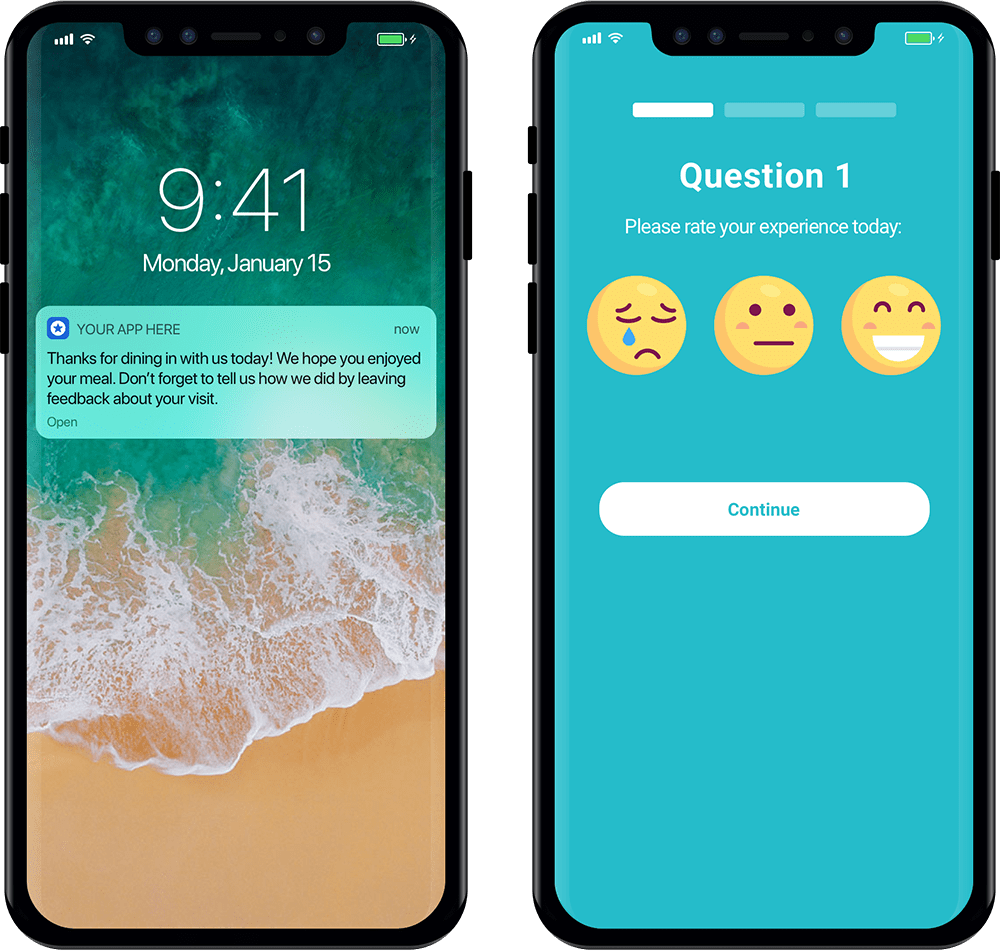 9:41
Monday, January 15
YOUR APP HERE now
Thanks for dining in with us today! We hope you enjoyed
your meal. Don’t forget to tell us how we did by leaving
feedback about your visit.
Open
Question 1
Please rate your experience today:
Continue